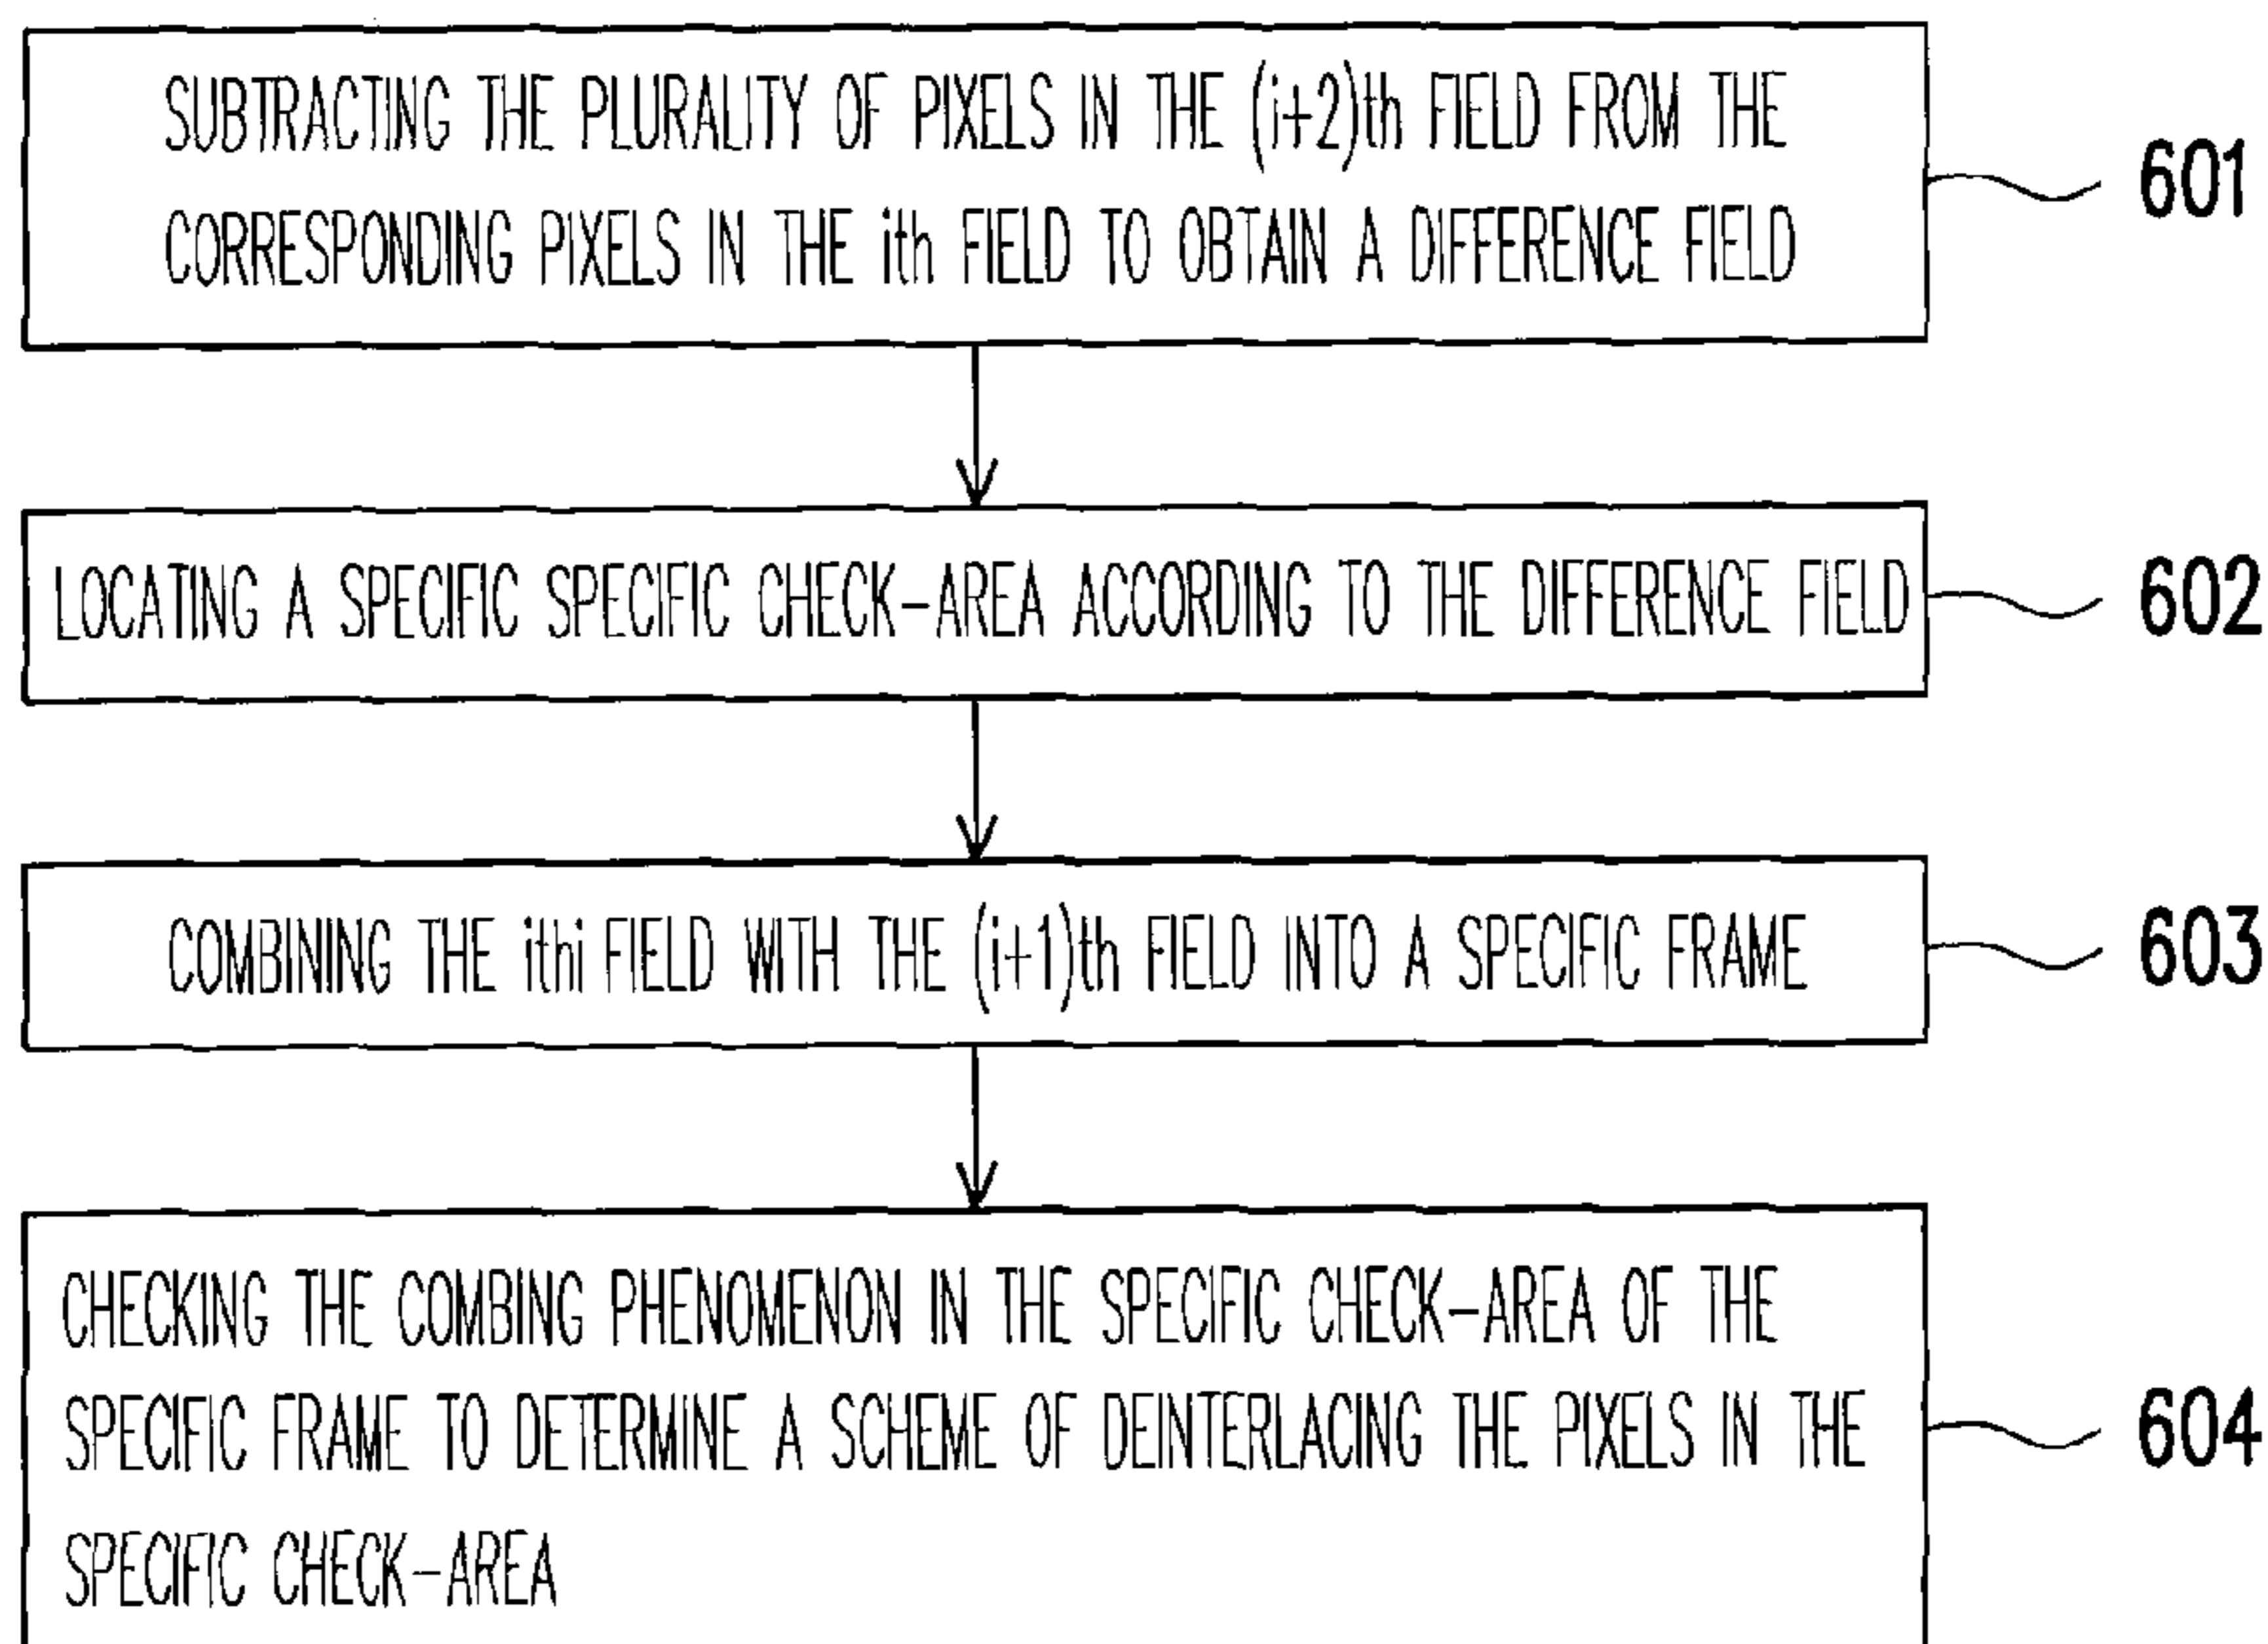 SUBTRACTING THE PLURALITY OF PIXELS IN THE (i+2)th FIELD FROM THE
CORRESPONDING PIXELS IN THE ith FIELD TO OBTAIN A DIFFERENCE FIELD
601
LOCATING A SPECIFIC SPECIFIC CHECK-AREA ACCORDING TO THE DIFFERENCE FIELD
602
COMBINING THE ithi FIELD WITH THE (i+1)th FIELD INTO A SPECIFIC FRAME
603
CHECKING THE COMBING PHENOMENON IN THE SPECIFIC CHECK-AREA OF THE
SPECIFIC FRAME TO DETERMINE A SCHEME OF DEINTERLACING THE PIXELS IN THE
SPECIFIC CHECK-AREA
604